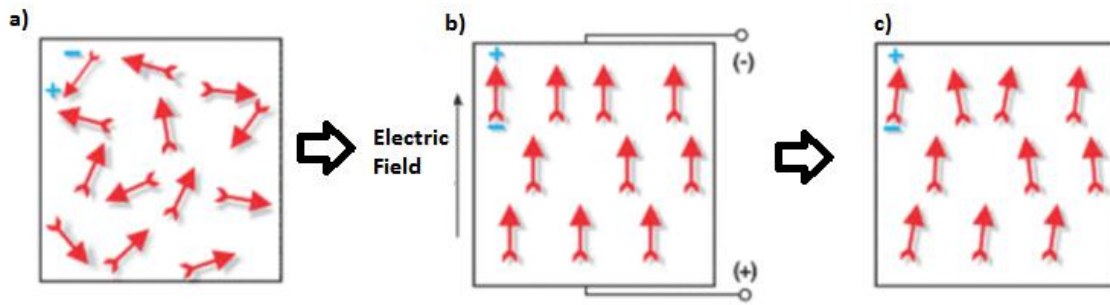 a)
b)
c)
−
+
+
−
+
−
Electric
Field
(-)
(+)